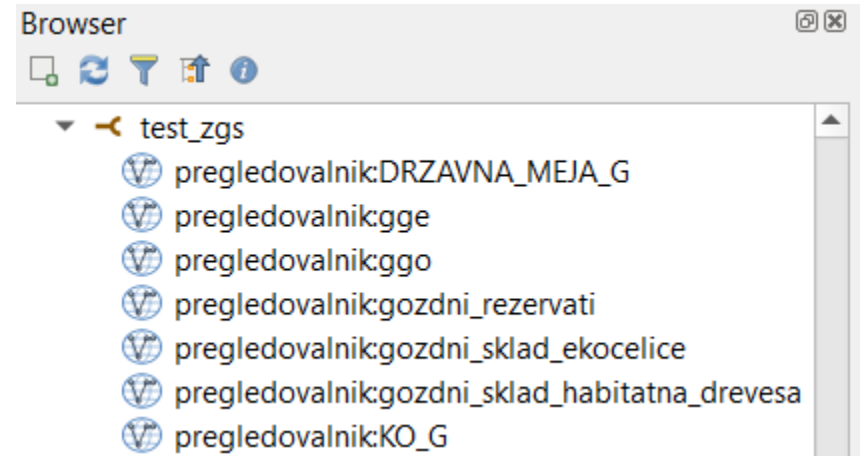 Browser
test_zgs
pregledovalnik:DRZAVNA_MEJA_G
pregledovalnik:gge
pregledovalnik:ggo
pregledovalnik:gozdni_rezervati
pregledovalnik:gozdni_sklad_ekocelice
pregledovalnik:gozdni_sklad_habitatna_drevesa
pregledovalnik:KO_G